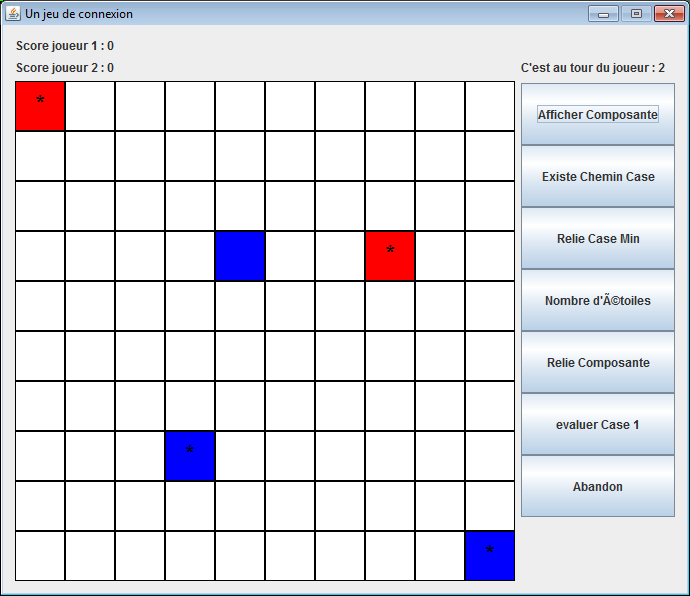 Un jeu de connexion
Score joueur 1 : 0
Score joueur 2 : 0
C'est au tour du joueur : 2
*
Afficher Composante
Existe Chemin Case
Relie Case Min
*
Nombre d'Ã©toiles
Relie Composante
evaluer Case 1
*
Abandon
*